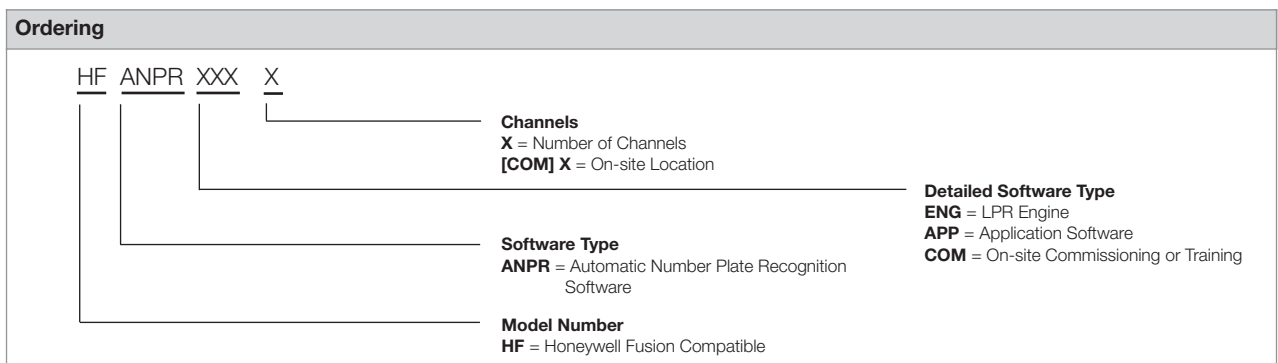 Ordering
HF ANPR XXX X
Channels
X = Number of Channels
[COM] X = On-site Location
Detailed Software Type
ENG = LPR Engine
APP = Application Software
COM = On-site Commissioning or Training
Software Type
ANPR = Automatic Number Plate Recognition
Software
Model Number
HF = Honeywell Fusion Compatible